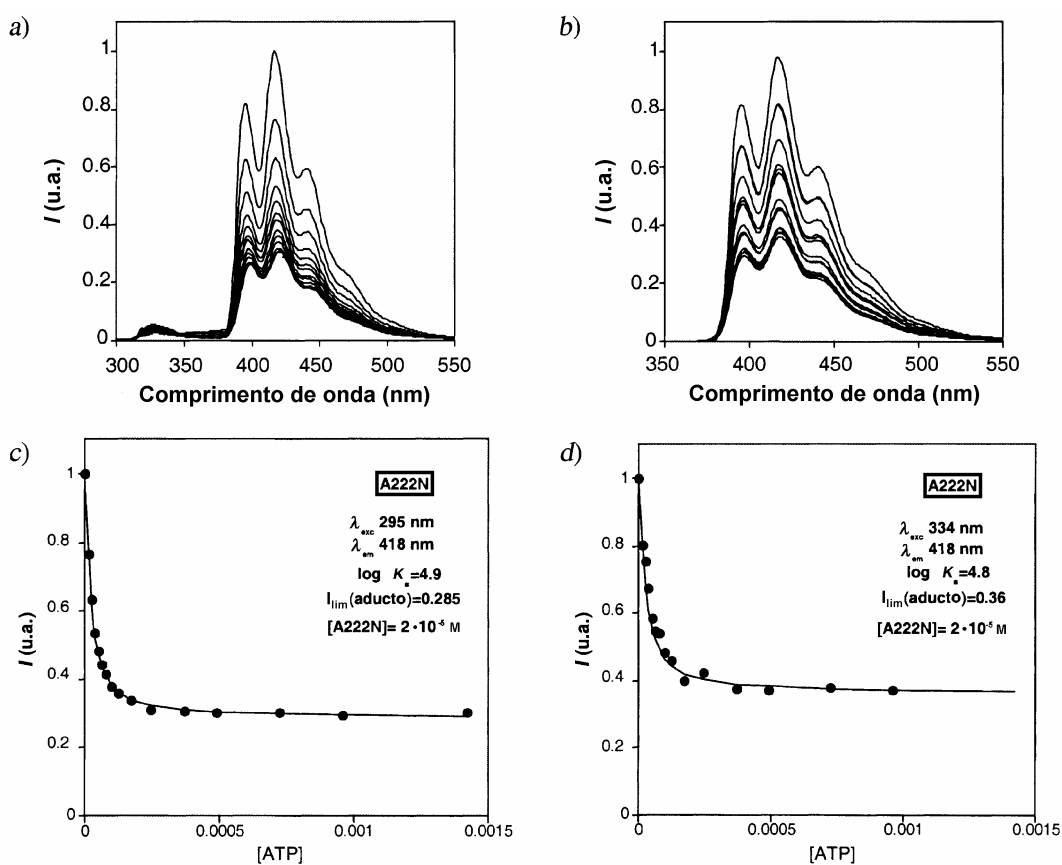 a)
I (u.a.)
1
0.8
0.6
0.4
0.2
0
300 350 400 450 500 550
Comprimento de onda (nm)
b)
I (u.a.)
1
0.8
0.6
0.4
0.2
0
350 400 450 500 550
Comprimento de onda (nm)
c)
I (u.a.)
1
0.8
0.6
0.4
0.2
0
A222N
λexc 295 nm
λem 418 nm
log Ks=4.9
Ilim(aducto)=0.285
[A222N]= 2•10⁻⁵ M
0 0.0005 0.001 0.0015
[ATP]
d)
I (u.a.)
1
0.8
0.6
0.4
0.2
0
A222N
λexc 334 nm
λem 418 nm
log Ks=4.8
Ilim(aducto)=0.36
[A222N]= 2•10⁻⁵ M
0 0.0005 0.001 0.0015
[ATP]